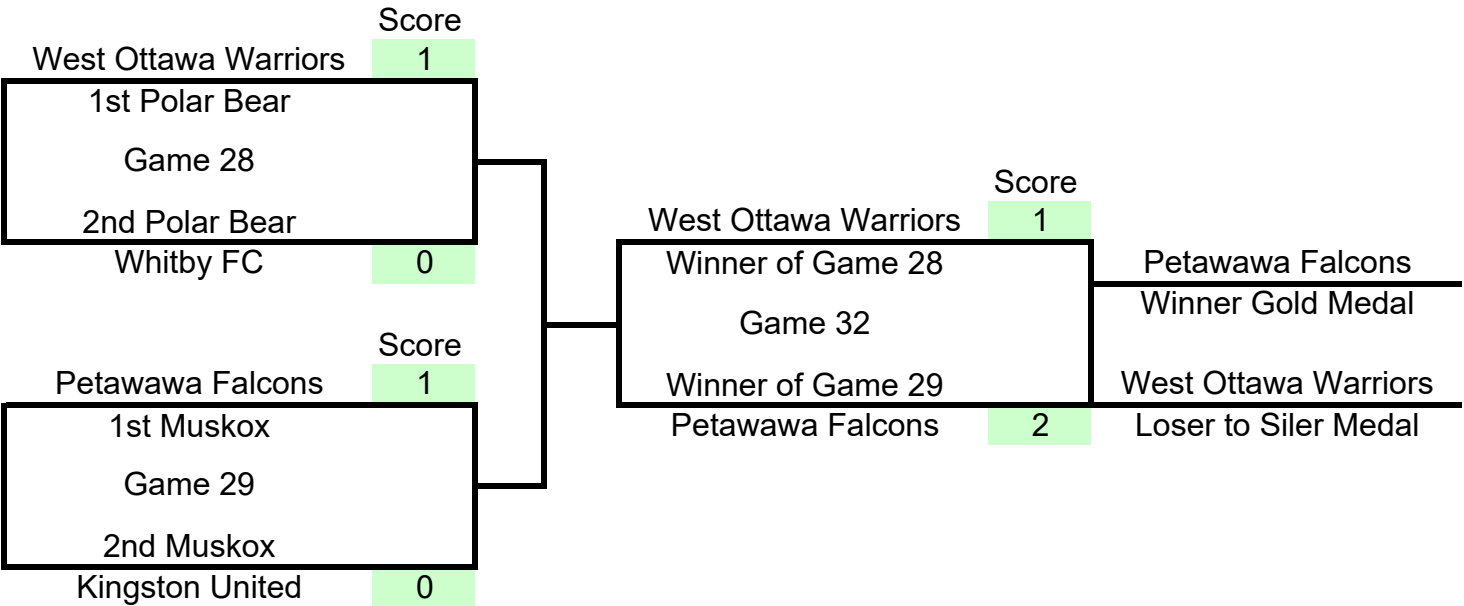 Score
West Ottawa Warriors 1
1st Polar Bear
Game 28
2nd Polar Bear
Whitby FC 0
Score
Petawawa Falcons 1
1st Muskox
Game 29
2nd Muskox
Kingston United 0
Score
West Ottawa Warriors 1
Winner of Game 28
Game 32
Winner of Game 29
Petawawa Falcons 2
Petawawa Falcons
Winner Gold Medal
West Ottawa Warriors
Loser to Siler Medal